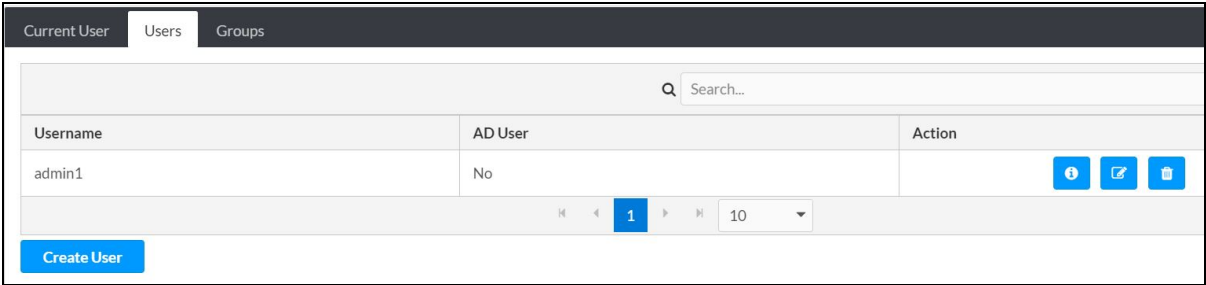 Current User Users Groups
Search...
Username AD User Action
admin1 No
1 10
Create User